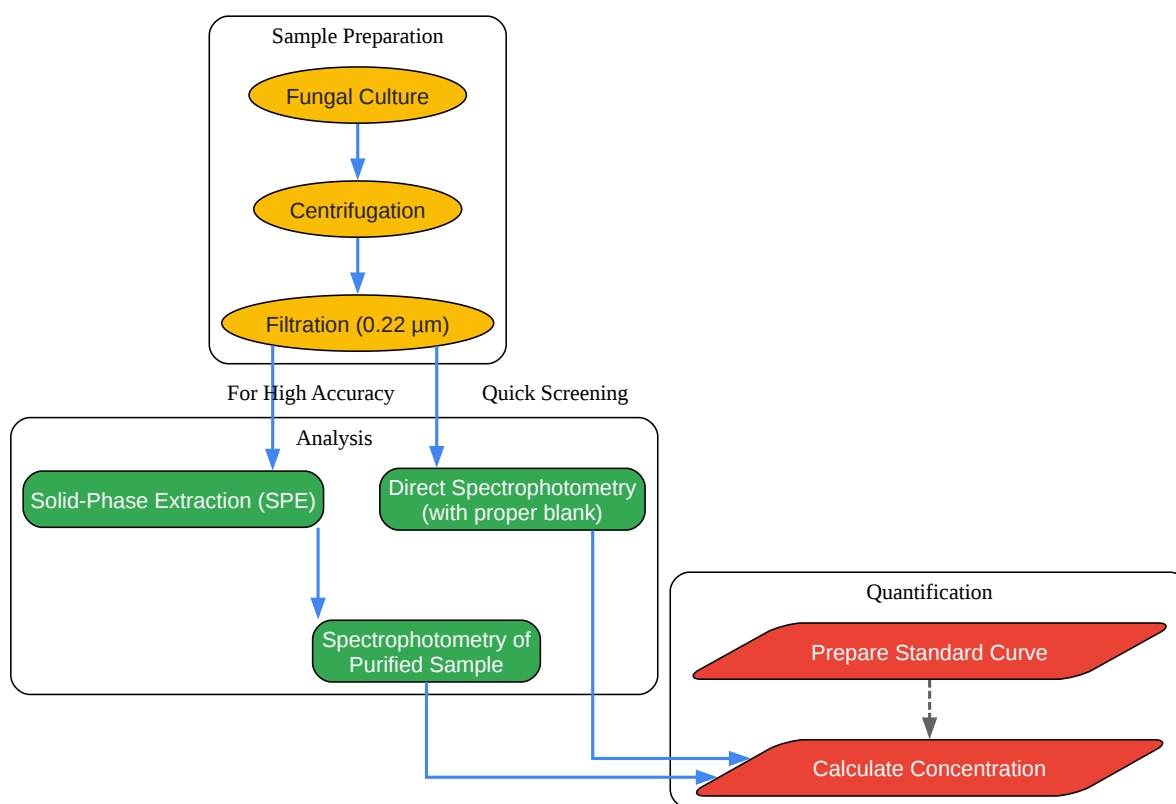 Sample Preparation
Fungal Culture
Centrifugation
Filtration (0.22 µm)
For High Accuracy
Quick Screening
Analysis
Solid-Phase Extraction (SPE)
Direct Spectrophotometry
(with proper blank)
Spectrophotometry of
Purified Sample
Quantification
Prepare Standard Curve
Calculate Concentration